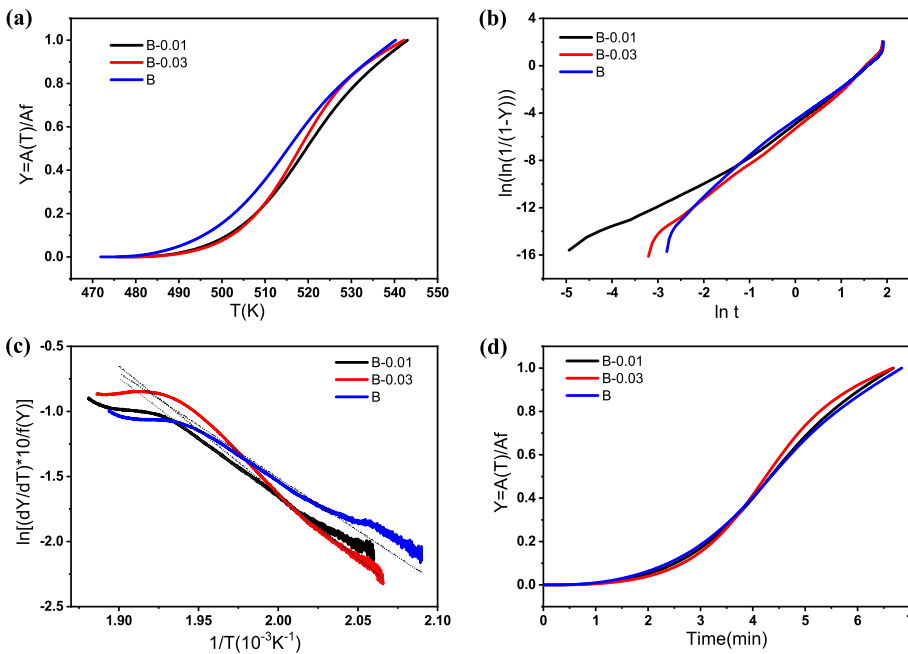 (a)
B-0.01
B-0.03
B
Y=A(T)/Af
1.0
0.8
0.6
0.4
0.2
0.0
470 480 490 500 510 520 530 540 550
T(K)
(b)
B-0.01
B-0.03
B
ln(ln(1/(1-Y)))
4
0
-4
-8
-12
-16
-5 -4 -3 -2 -1 0 1 2
ln t
(c)
B-0.01
B-0.03
B
ln[(dY/dT)*10/f(Y)]
-0.5
-1.0
-1.5
-2.0
-2.5
1.90 1.95 2.00 2.05 2.10
1/T(10⁻³K⁻¹)
(d)
B-0.01
B-0.03
B
Y=A(T)/Af
1.0
0.8
0.6
0.4
0.2
0.0
0 1 2 3 4 5 6 7
Time(min)